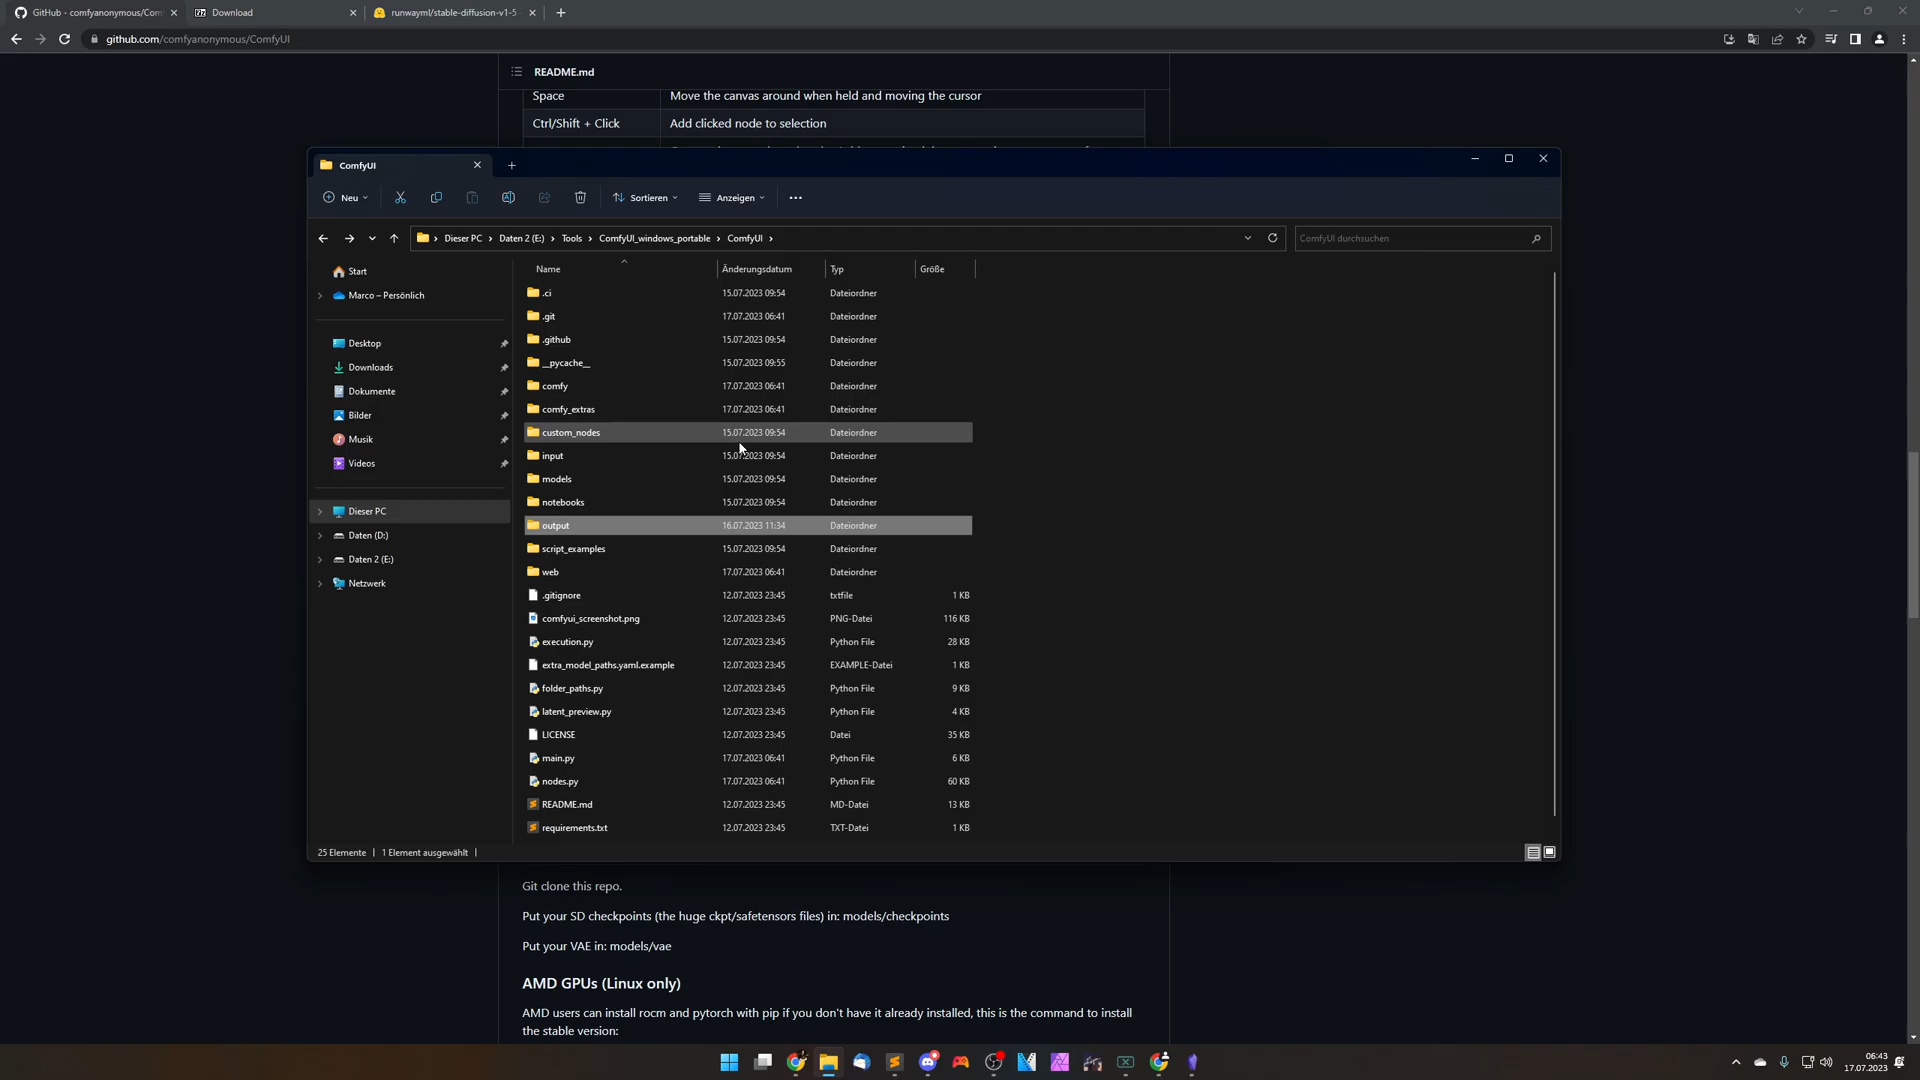 GitHub - comfyanonymous/Com
Download
runwayml/stable-diffusion-v1-5
github.com/comfyanonymous/ComfyUI
README.md
Space Move the canvas around when held and moving the cursor
Ctrl/Shift + Click Add clicked node to selection
ComfyUI
Neu
Sortieren
Anzeigen
Dieser PC > Daten 2 (E:) > Tools > ComfyUI_windows_portable > ComfyUI >
ComfyUI durchsuchen
Start
Marco – Persönlich
Desktop
Downloads
Dokumente
Bilder
Musik
Videos
Dieser PC
Daten (D:)
Daten 2 (E:)
Netzwerk
Name Änderungsdatum Typ Größe
.ci 15.07.2023 09:54 Dateiordner
.git 17.07.2023 06:41 Dateiordner
.github 15.07.2023 09:54 Dateiordner
__pycache__ 15.07.2023 09:55 Dateiordner
comfy 17.07.2023 06:41 Dateiordner
comfy_extras 17.07.2023 06:41 Dateiordner
custom_nodes 15.07.2023 09:54 Dateiordner
input 15.07.2023 09:54 Dateiordner
models 15.07.2023 09:54 Dateiordner
notebooks 15.07.2023 09:54 Dateiordner
output 16.07.2023 11:34 Dateiordner
script_examples 15.07.2023 09:54 Dateiordner
web 17.07.2023 06:41 Dateiordner
.gitignore 12.07.2023 23:45 txtfile 1 KB
comfyui_screenshot.png 12.07.2023 23:45 PNG-Datei 116 KB
execution.py 12.07.2023 23:45 Python File 28 KB
extra_model_paths.yaml.example 12.07.2023 23:45 EXAMPLE-Datei 1 KB
folder_paths.py 12.07.2023 23:45 Python File 9 KB
latent_preview.py 12.07.2023 23:45 Python File 4 KB
LICENSE 12.07.2023 23:45 Datei 35 KB
main.py 17.07.2023 06:41 Python File 6 KB
nodes.py 17.07.2023 06:41 Python File 60 KB
README.md 12.07.2023 23:45 MD-Datei 13 KB
requirements.txt 12.07.2023 23:45 TXT-Datei 1 KB
25 Elemente | 1 Element ausgewählt |
Git clone this repo.
Put your SD checkpoints (the huge ckpt/safetensors files) in: models/checkpoints
Put your VAE in: models/vae
AMD GPUs (Linux only)
AMD users can install rocm and pytorch with pip if you don't have it already installed, this is the command to install
the stable version:
06:43
17.07.2023